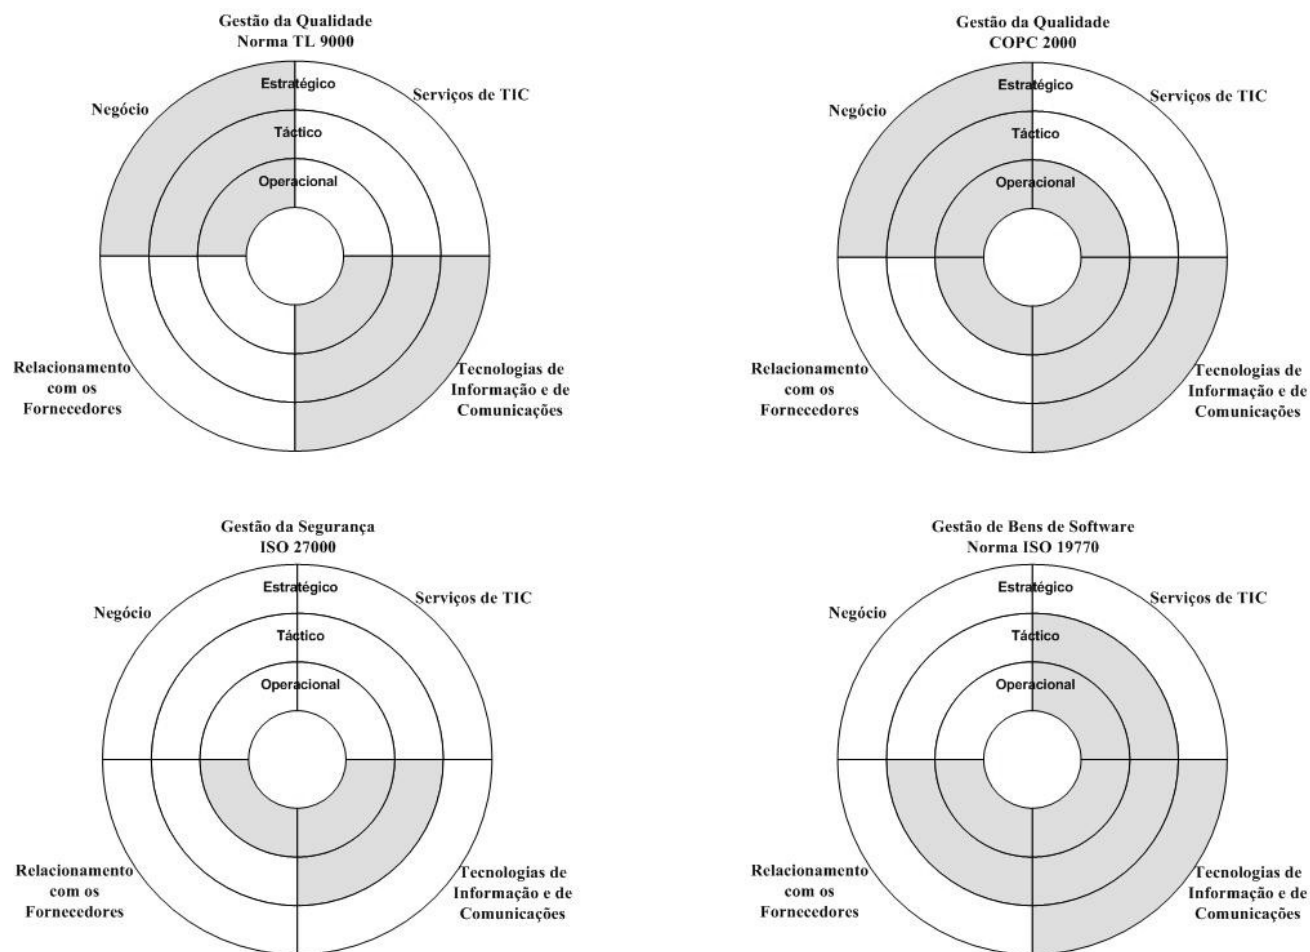 Gestão da Qualidade
Norma TL 9000
Estratégico
Negócio
Serviços de TIC
Táctico
Operacional
Relacionamento
com os
Fornecedores
Tecnologias de
Informação e de
Comunicações
Gestão da Qualidade
COPC 2000
Estratégico
Negócio
Serviços de TIC
Táctico
Operacional
Relacionamento
com os
Fornecedores
Tecnologias de
Informação e de
Comunicações
Gestão da Segurança
ISO 27000
Estratégico
Negócio
Serviços de TIC
Táctico
Operacional
Relacionamento
com os
Fornecedores
Tecnologias de
Informação e de
Comunicações
Gestão de Bens de Software
Norma ISO 19770
Estratégico
Negócio
Serviços de TIC
Táctico
Operacional
Relacionamento
com os
Fornecedores
Tecnologias de
Informação e de
Comunicações